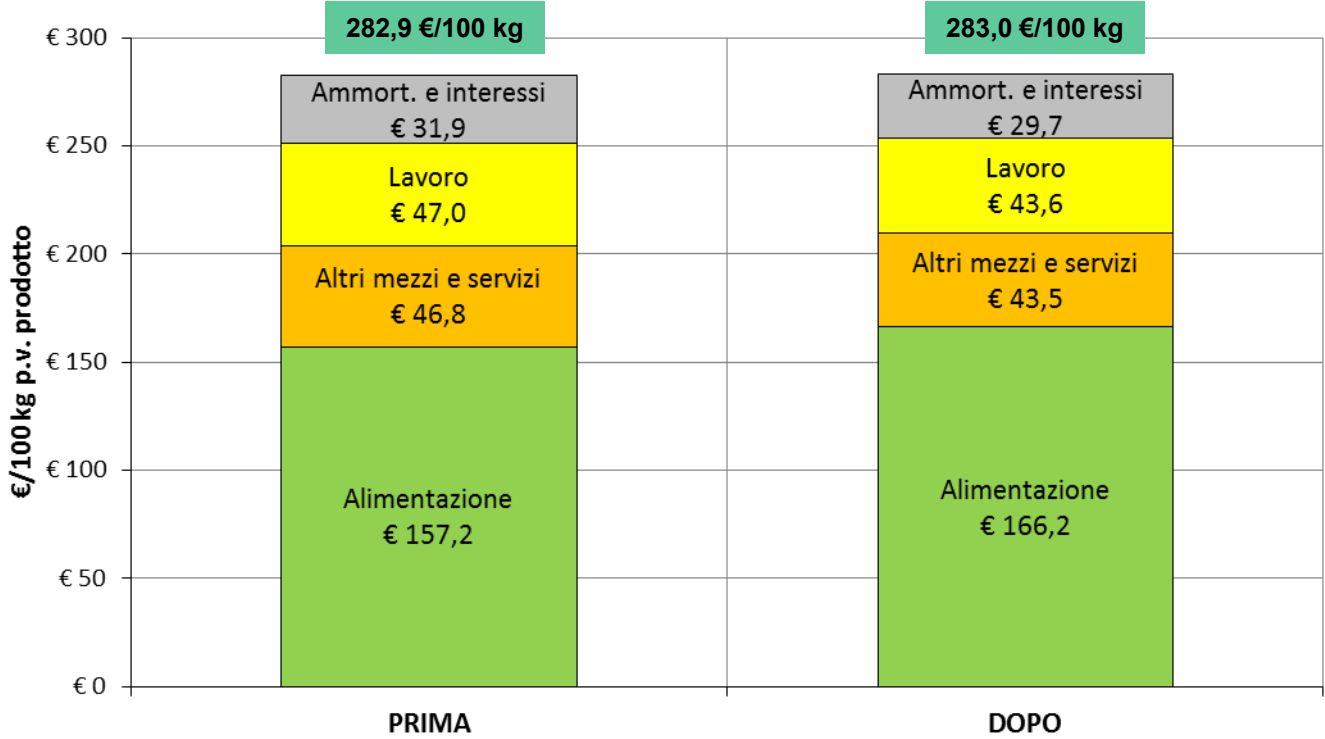 282,9 €/100 kg
283,0 €/100 kg
€/100 kg p.v. prodotto
€ 300
€ 250
€ 200
€ 150
€ 100
€ 50
€ 0
Ammort. e interessi
€ 31,9
Lavoro
€ 47,0
Altri mezzi e servizi
€ 46,8
Alimentazione
€ 157,2
Ammort. e interessi
€ 29,7
Lavoro
€ 43,6
Altri mezzi e servizi
€ 43,5
Alimentazione
€ 166,2
PRIMA
DOPO